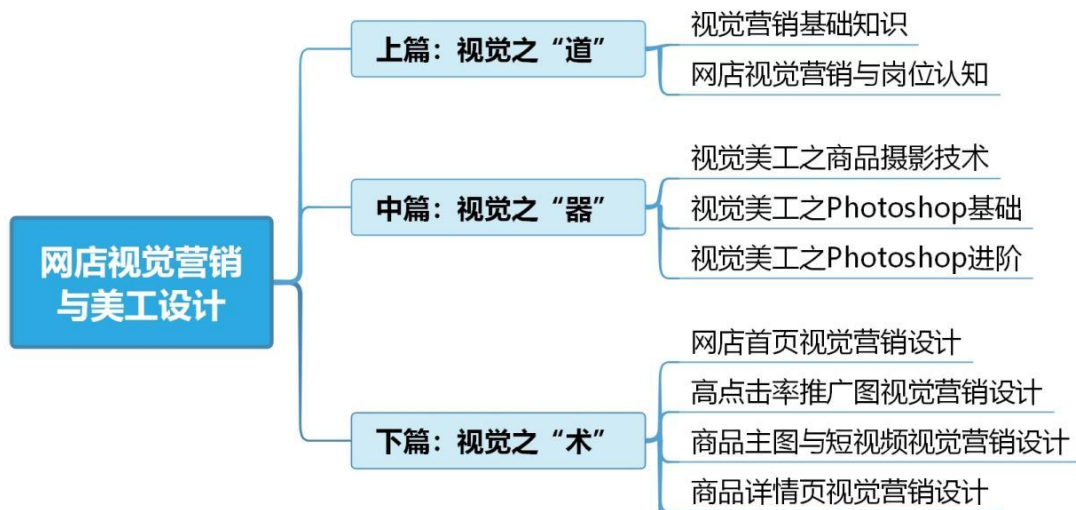 网店视觉营销
与美工设计
上篇：视觉之“道”
视觉营销基础知识
网店视觉营销与岗位认知
中篇：视觉之“器”
视觉美工之商品摄影技术
视觉美工之Photoshop基础
视觉美工之Photoshop进阶
下篇：视觉之“术”
网店首页视觉营销设计
高点击率推广图视觉营销设计
商品主图与短视频视觉营销设计
商品详情页视觉营销设计